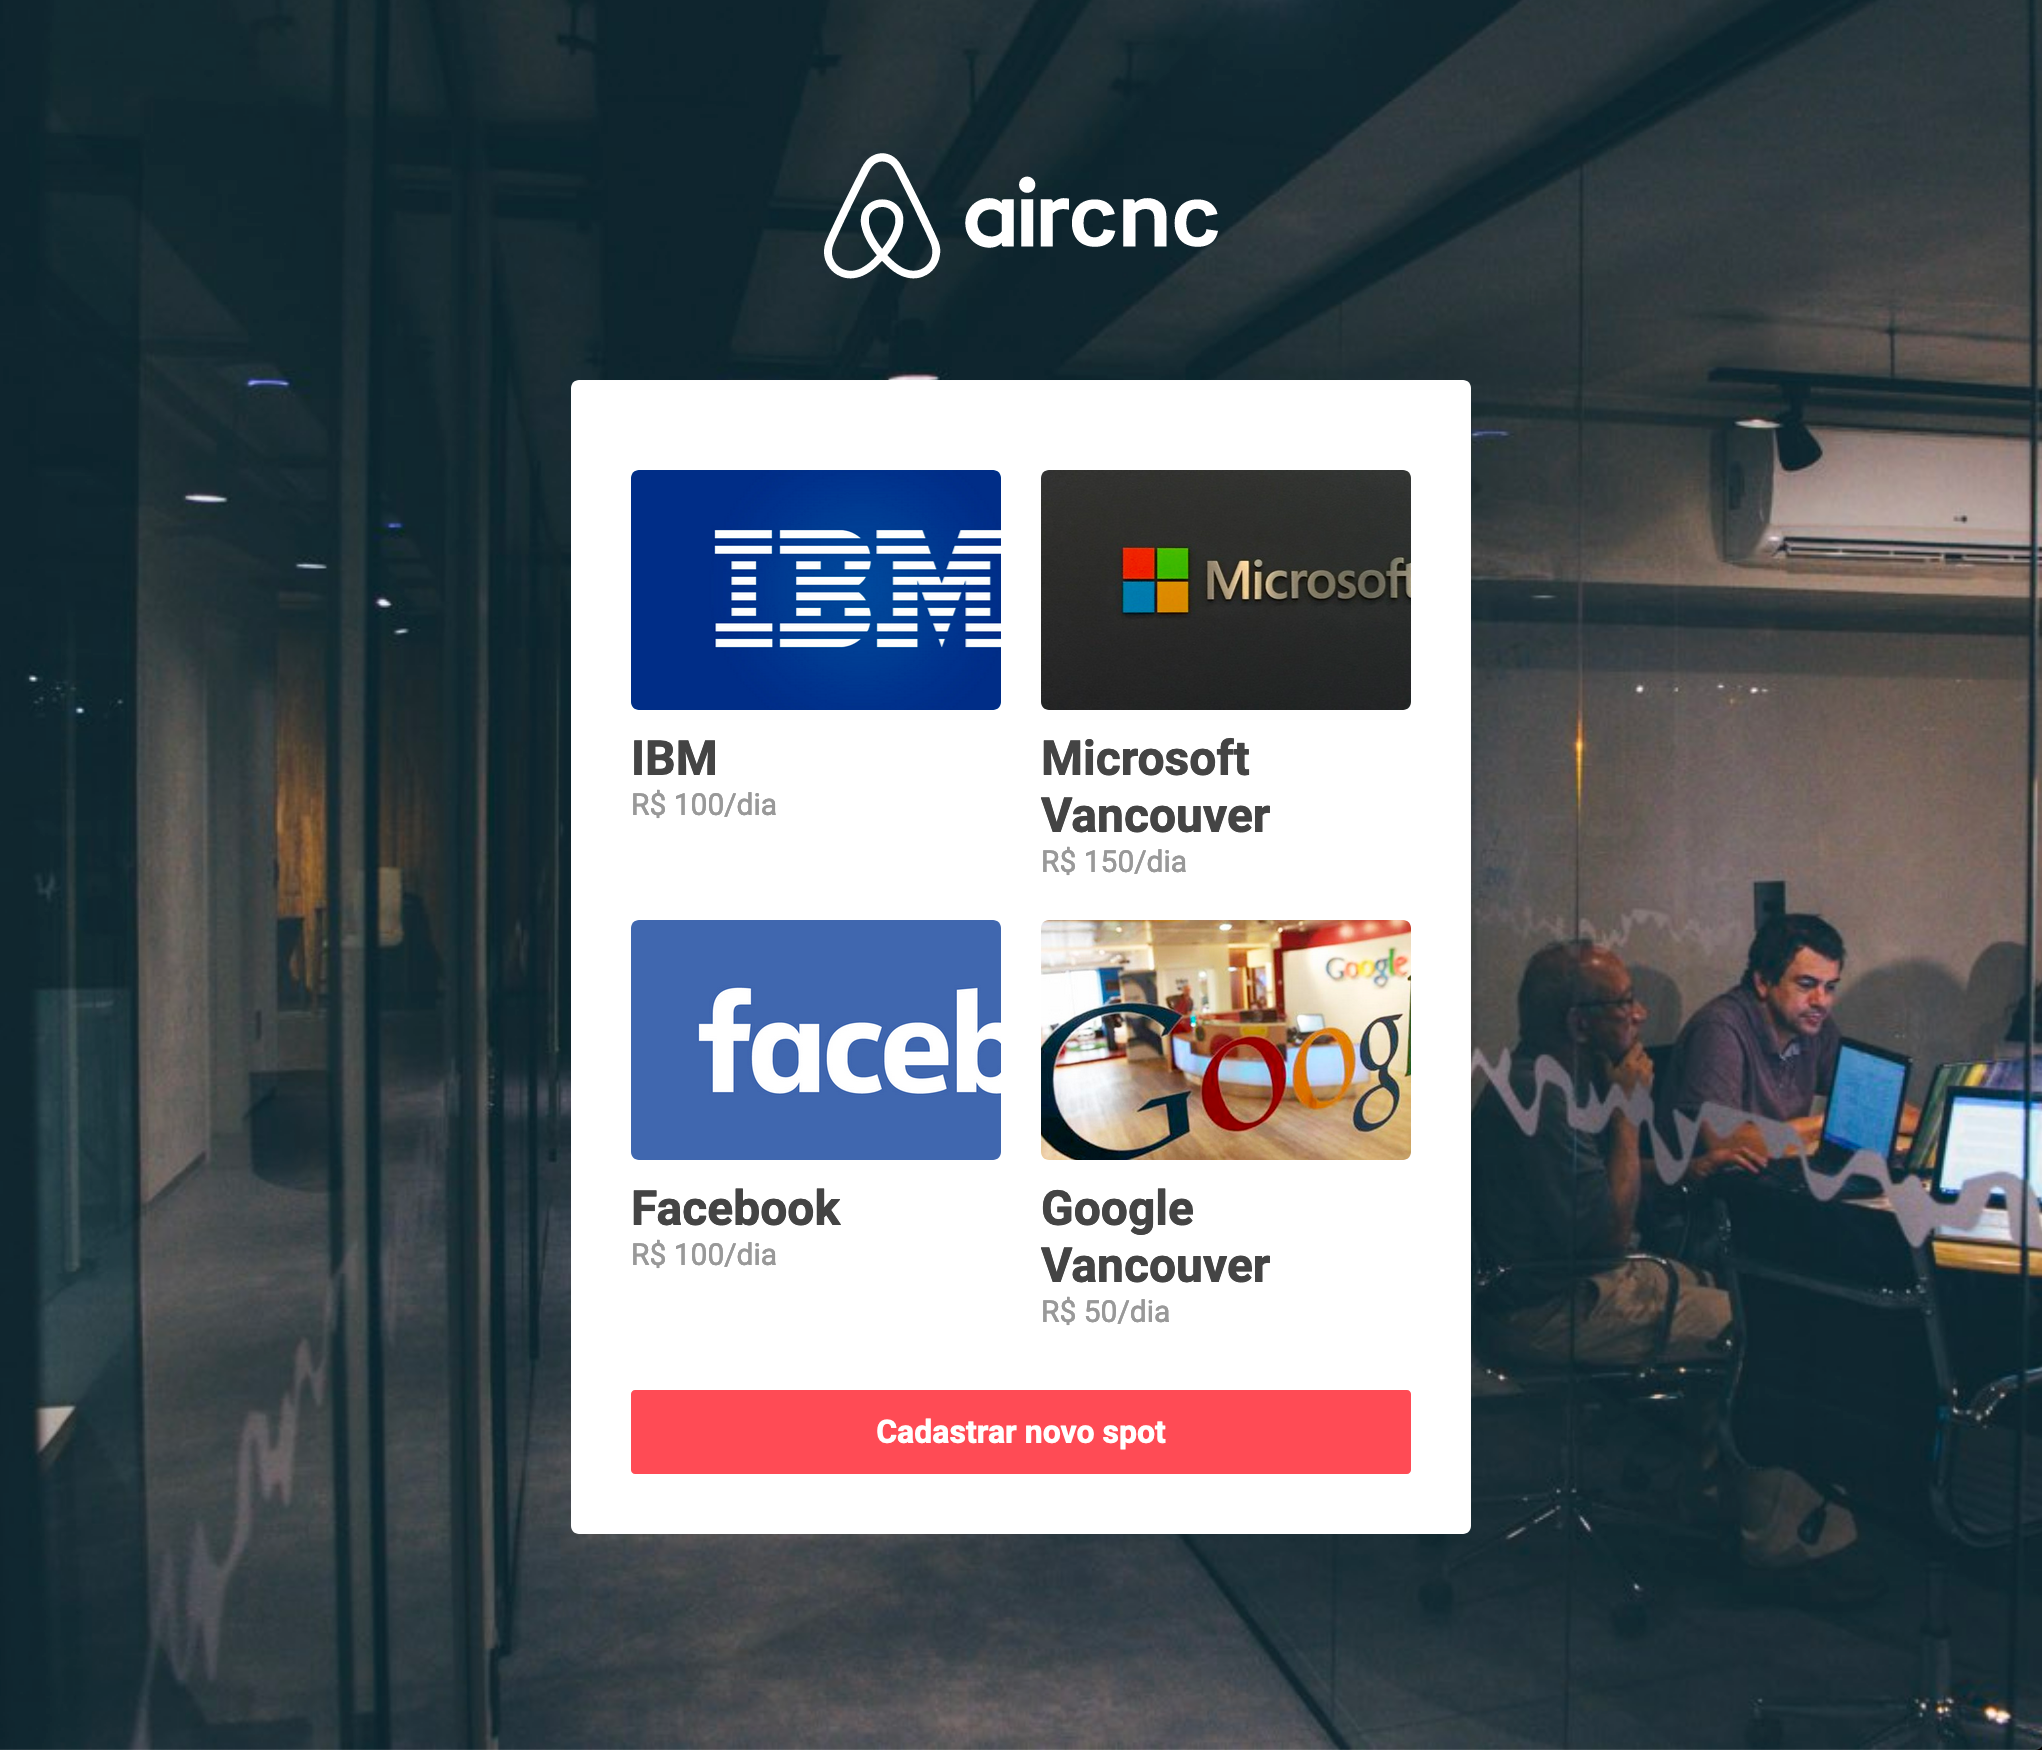 aircnc
IBM
Microsoft
IBM
R$ 100/dia
Microsoft
Vancouver
R$ 150/dia
faceb
Google
Goog
Facebook
R$ 100/dia
Google
Vancouver
R$ 50/dia
Cadastrar novo spot